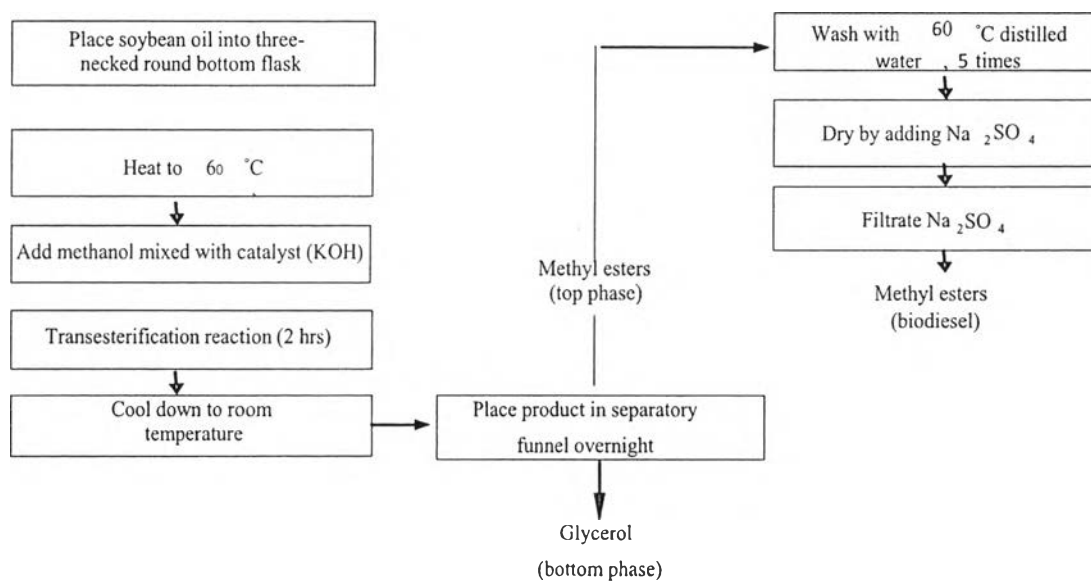 Place soybean oil into three-
necked round bottom flask
Heat to 60 °C
Add methanol mixed with catalyst (KOH)
Transesterification reaction (2 hrs)
Cool down to room
temperature
Place product in separatory
funnel overnight
Glycerol
(bottom phase)
Methyl esters
(top phase)
Wash with 60 °C distilled
water , 5 times
Dry by adding Na 2SO 4
Filtrate Na 2SO 4
Methyl esters
(biodiesel)